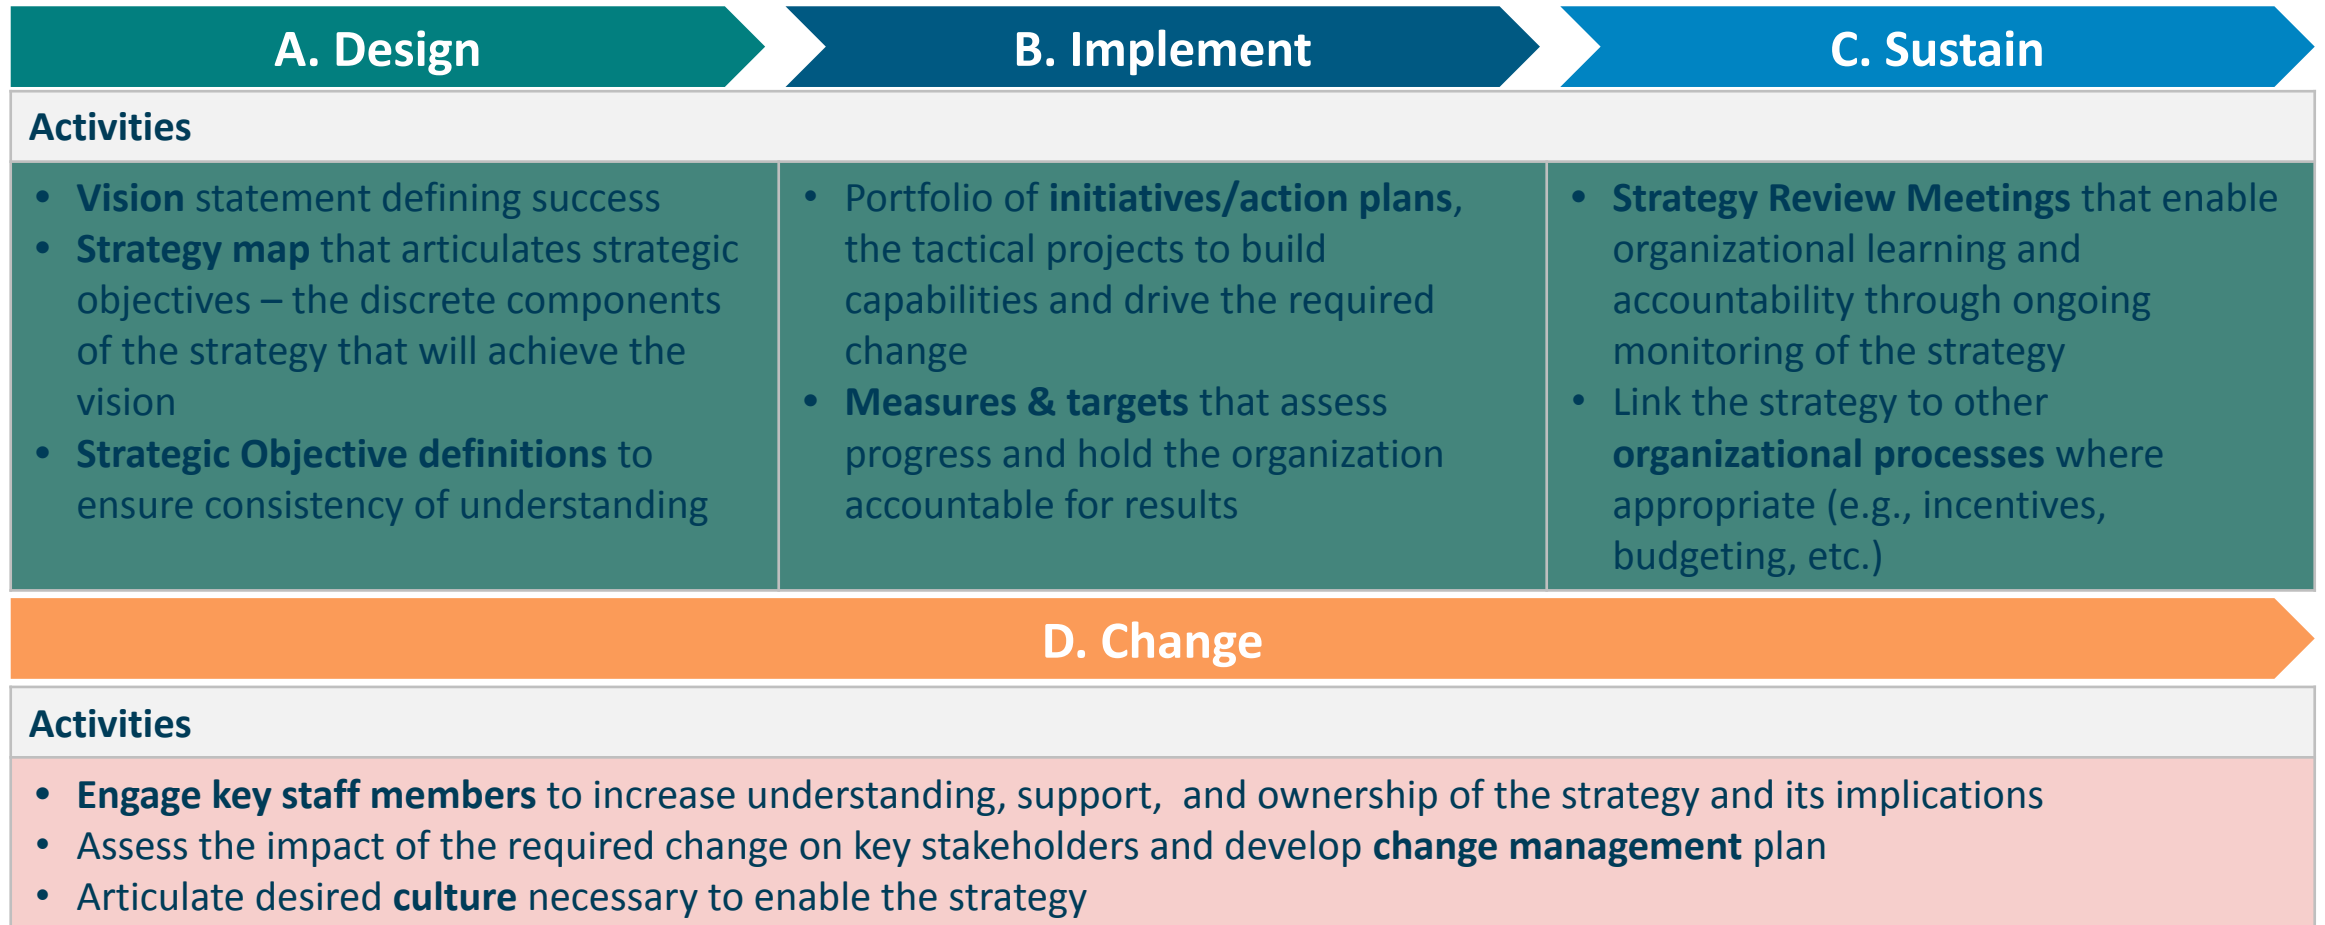 A. Design
B. Implement
C. Sustain
Activities
• Vision statement defining success
• Strategy map that articulates strategic
objectives – the discrete components
of the strategy that will achieve the
vision
• Strategic Objective definitions to
ensure consistency of understanding
• Portfolio of initiatives/action plans,
the tactical projects to build
capabilities and drive the required
change
• Measures & targets that assess
progress and hold the organization
accountable for results
• Strategy Review Meetings that enable
organizational learning and
accountability through ongoing
monitoring of the strategy
• Link the strategy to other
organizational processes where
appropriate (e.g., incentives,
budgeting, etc.)
D. Change
Activities
• Engage key staff members to increase understanding, support,  and ownership of the strategy and its implications
• Assess the impact of the required change on key stakeholders and develop change management plan
• Articulate desired culture necessary to enable the strategy